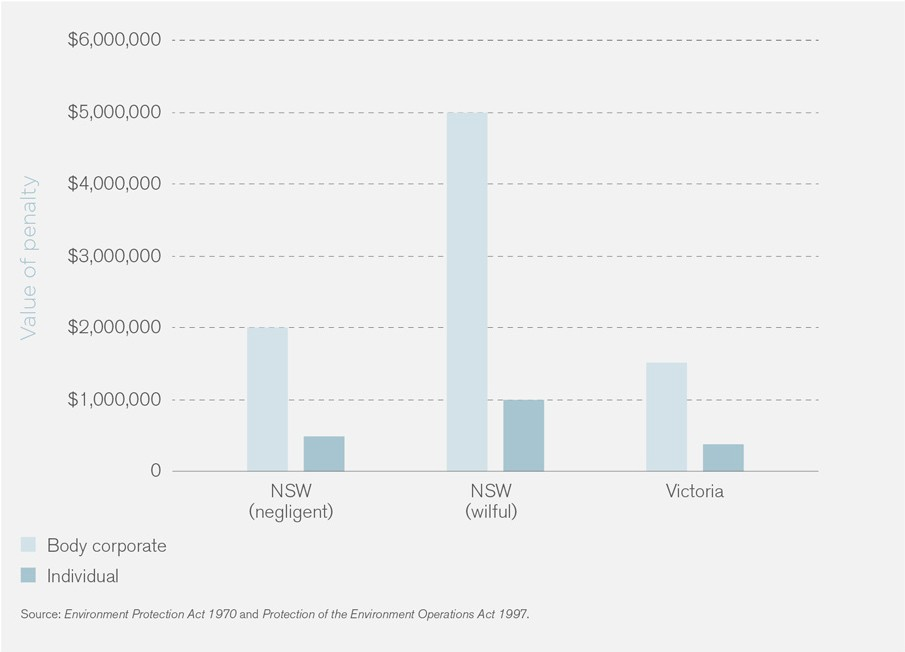 $6,000,000
$5,000,000
$4,000,000
$3,000,000
$2,000,000
$1,000,000
0
Value of penalty
NSW
(negligent)
NSW
(wilful)
Victoria
Body corporate
Individual
Source: Environment Protection Act 1970 and Protection of the Environment Operations Act 1997.